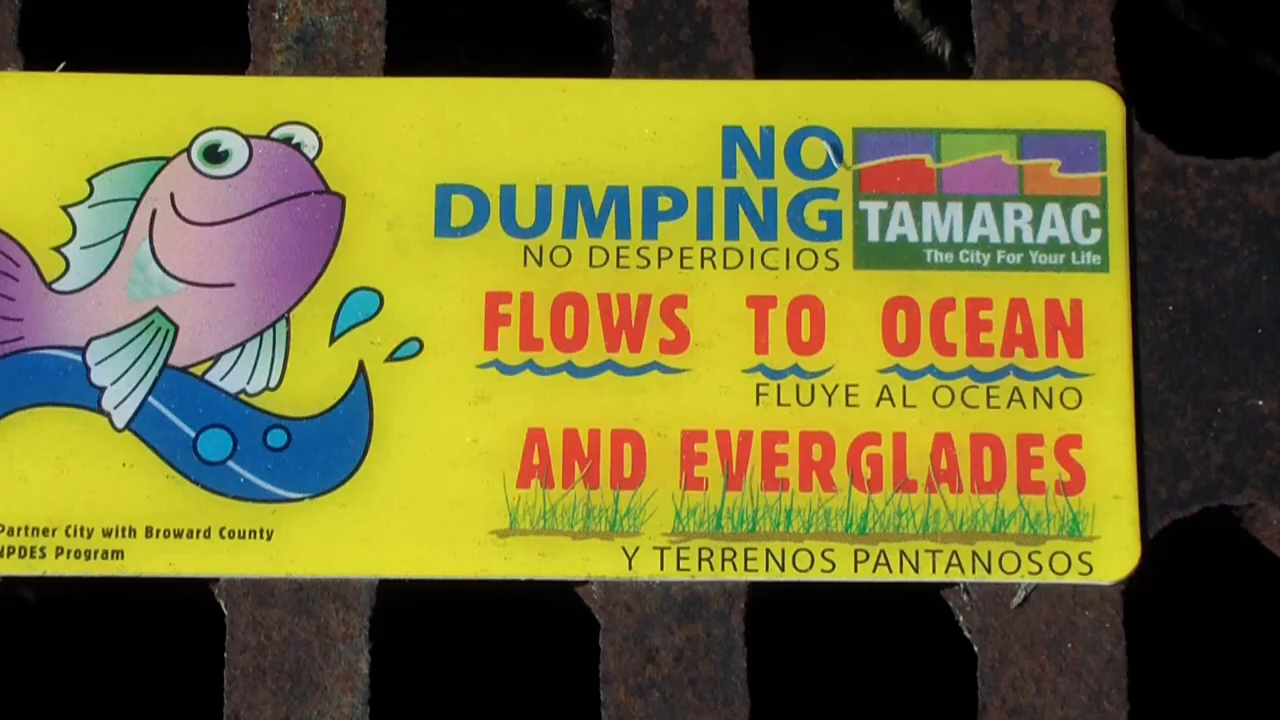 NO
DUMPING
NO DESPERDICIOS
TAMARAC
The City For Your Life
FLOWS TO OCEAN
FLUYE AL OCEANO
AND EVERGLADES
Y TERRENOS PANTANOSOS
Partner City with Broward County
NPDES Program